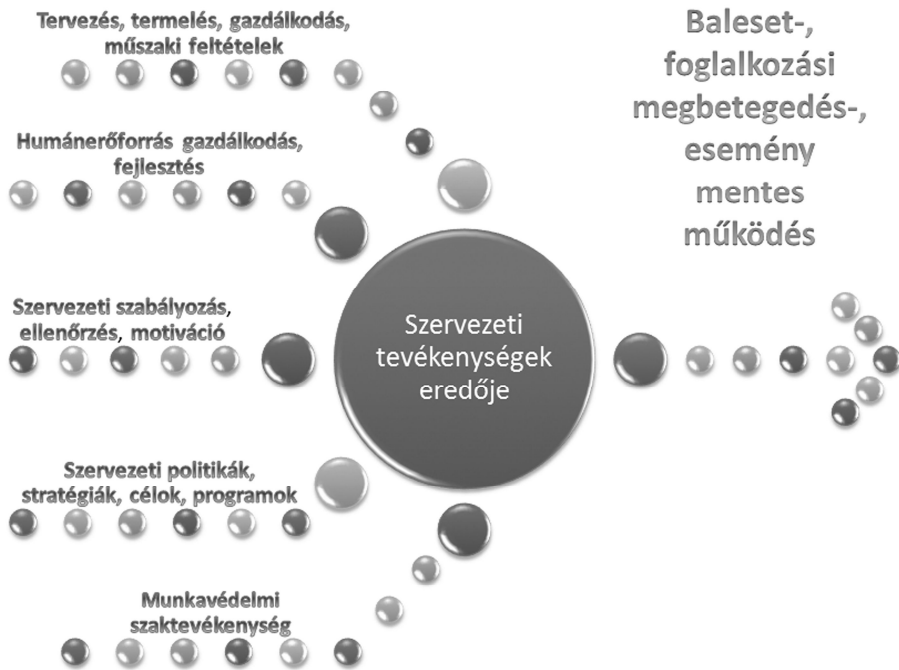 Tervezés, termelés, gazdálkodás,
műszaki feltételek
Humánerőforrás gazdálkodás,
fejlesztés
Szervezeti szabályozás,
ellenőrzés, motiváció
Szervezeti politikák,
stratégiák, célok, programok
Munkavédelmi
szaktevékenység
Szervezeti
tevékenységek
eredője
Baleset-,
foglalkozási
megbetegedés-,
esemény
mentes
működés